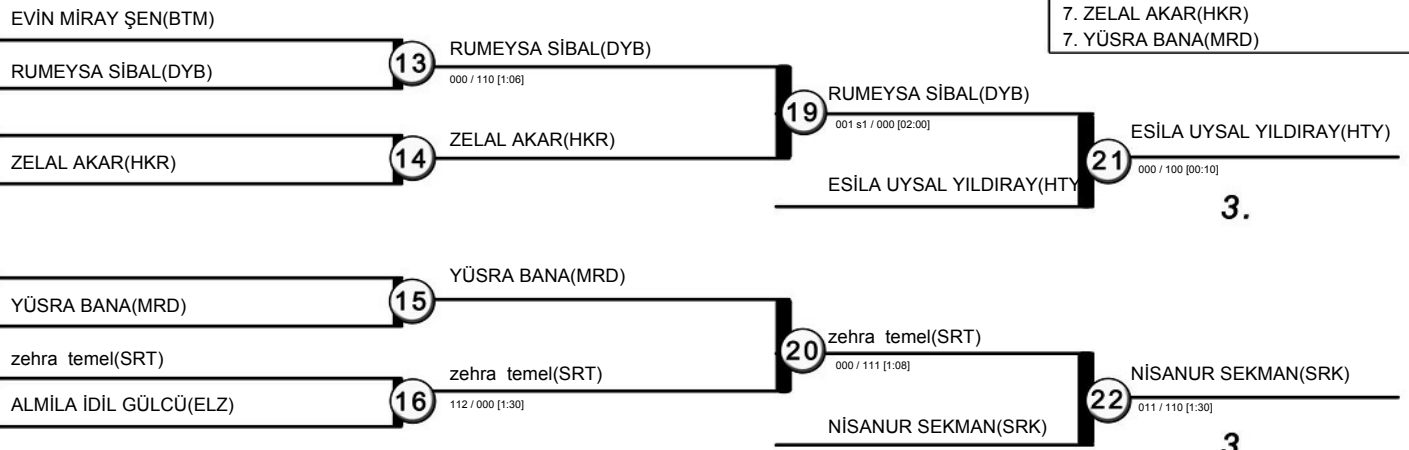 EVİN MİRAY ŞEN(BTM)
7. ZELAL AKAR(HKR)
7. YÜSRA BANA(MRD)
13
RUMEYSA SİBAL(DYB)
000 / 110 [1:06]
RUMEYSA SİBAL(DYB)
19
RUMEYSA SİBAL(DYB)
001 s1 / 000 [02:00]
ZELAL AKAR(HKR)
14
ZELAL AKAR(HKR)
21
ESİLA UYSAL YILDIRAY(HTY)
000 / 100 [00:10]
ESİLA UYSAL YILDIRAY(HTY
3.
YÜSRA BANA(MRD)
15
YÜSRA BANA(MRD)
20
zehra temel(SRT)
000 / 111 [1:08]
zehra temel(SRT)
16
zehra temel(SRT)
112 / 000 [1:30]
ALMİLA İDİL GÜLCÜ(ELZ)
22
NİSANUR SEKMAN(SRK)
011 / 110 [1:30]
NİSANUR SEKMAN(SRK)
3